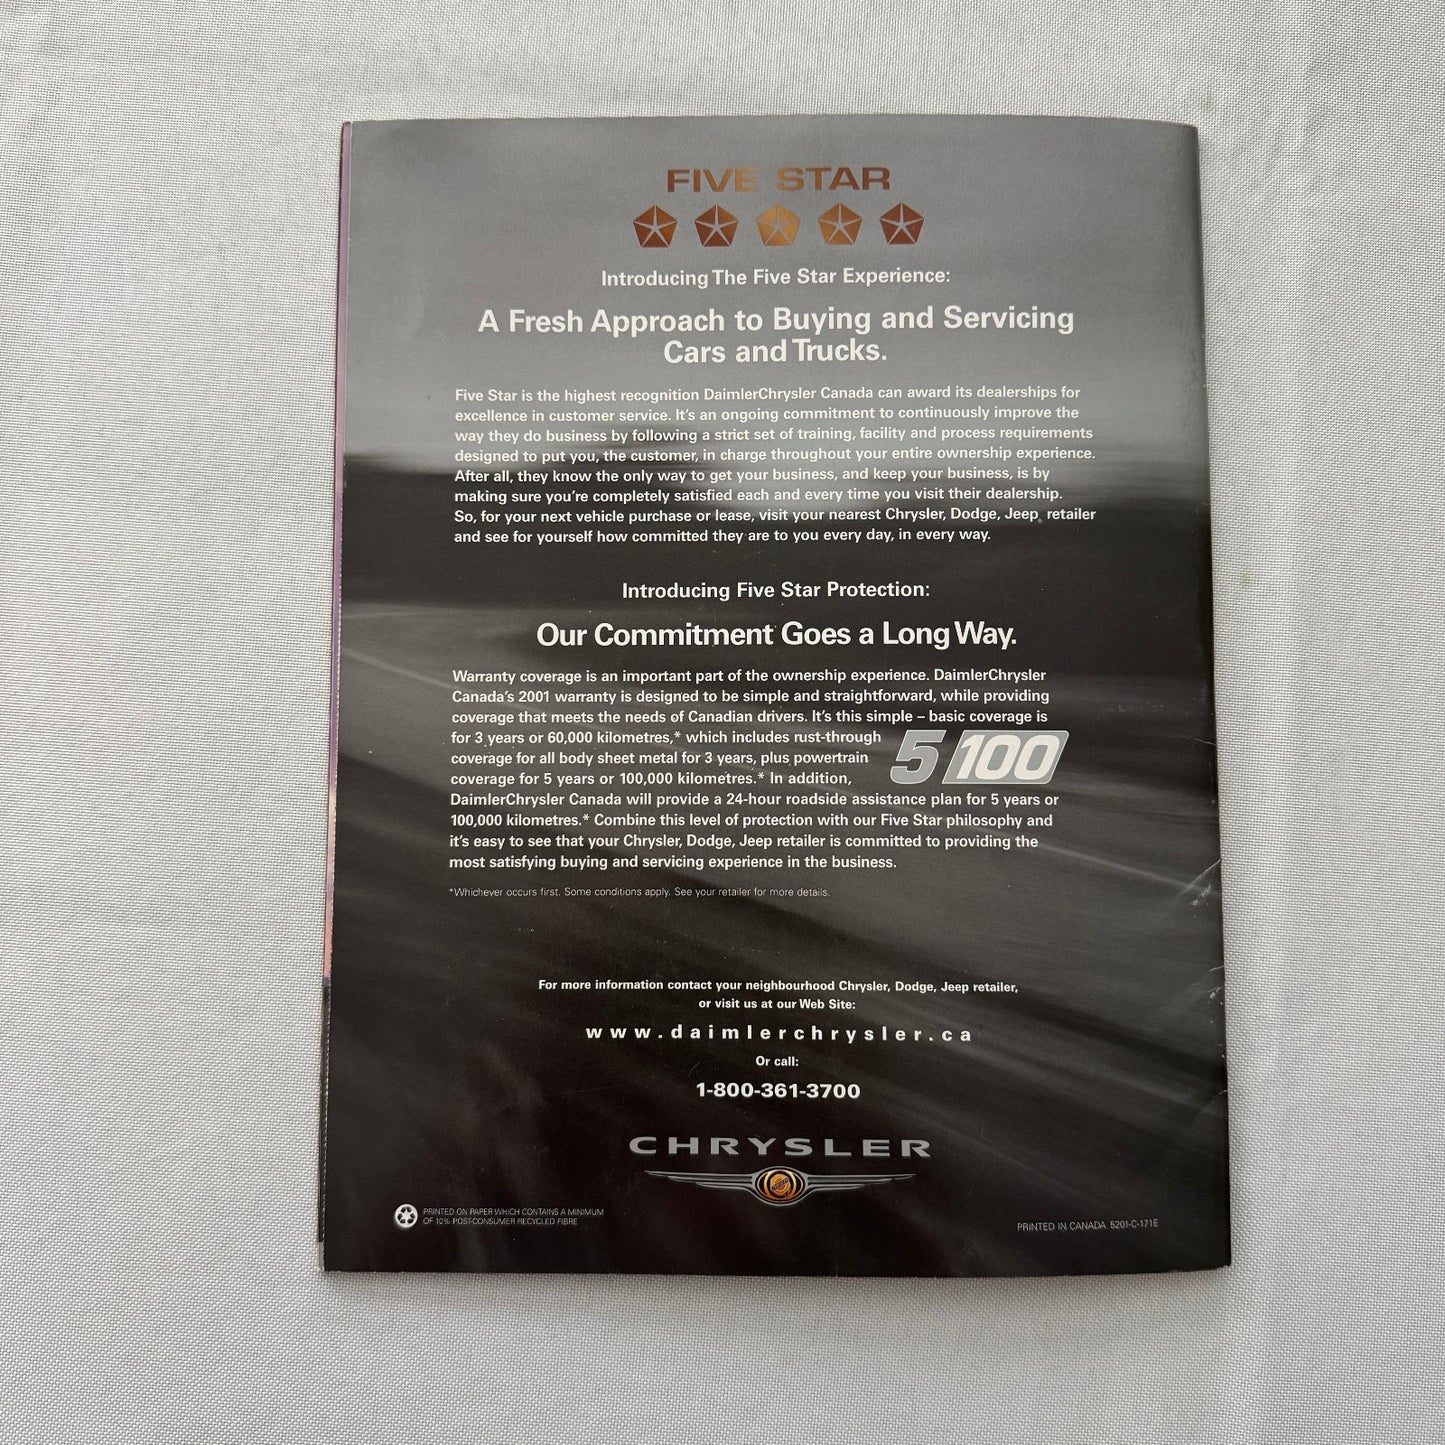 FIVE STAR
Introducing The Five Star Experience:
A Fresh Approach to Buying and Servicing
Cars and Trucks.
Five Star is the highest recognition DaimlerChrysler Canada can award its dealerships for
excellence in customer service. It's an ongoing commitment to continuously improve the
way they do business by following a strict set of training, facility and process requirements
designed to put you, the customer, in charge throughout your entire ownership experience.
After all, they know the only way to get your business, and keep your business, is by
making sure you're completely satisfied each and every time you visit their dealership.
So, for your next vehicle purchase or lease, visit your nearest Chrysler, Dodge, Jeep® retailer
and see for yourself how committed they are to you every day, in every way.
Introducing Five Star Protection:
Our Commitment Goes a Long Way.
Warranty coverage is an important part of the ownership experience. DaimlerChrysler
Canada's 2001 warranty is designed to be simple and straightforward, while providing
coverage that meets the needs of Canadian drivers. It's this simple – basic coverage is
for 3 years or 60,000 kilometres,* which includes rust-through
coverage for all body sheet metal for 3 years, plus powertrain
coverage for 5 years or 100,000 kilometres.* In addition,
5/100
DaimlerChrysler Canada will provide a 24-hour roadside assistance plan for 5 years or
100,000 kilometres.* Combine this level of protection with our Five Star philosophy and
it's easy to see that your Chrysler, Dodge, Jeep retailer is committed to providing the
most satisfying buying and servicing experience in the business.
*Whichever occurs first. Some conditions apply. See your retailer for more details.
For more information contact your neighbourhood Chrysler, Dodge, Jeep retailer,
or visit us at our Web Site:
www.daimlerchrysler.ca
Or call:
1-800-361-3700
CHRYSLER
PRINTED ON PAPER WHICH CONTAINS A MINIMUM
OF 10% POST-CONSUMER RECYCLED FIBRE
PRINTED IN CANADA 5201-C-171E